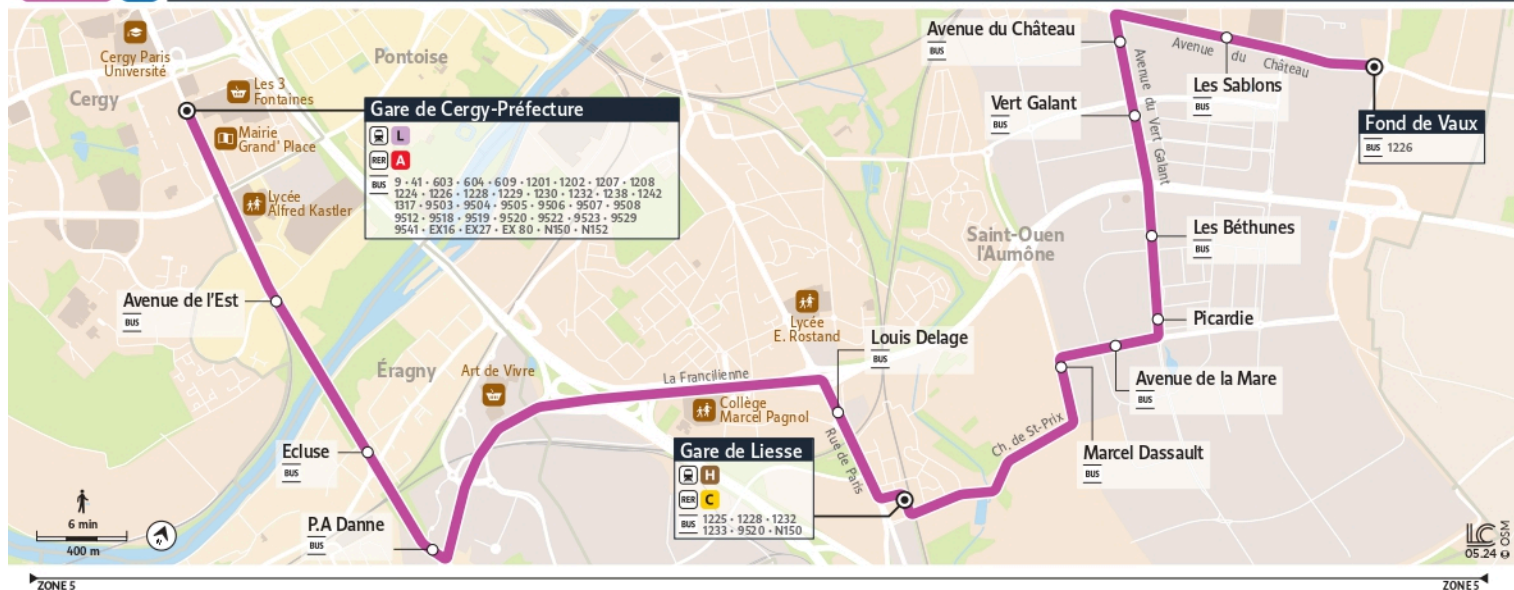 Cergy Paris
Université
Pontoise
Cergy
Les 3
Fontaines
Mairie
Grand' Place
Lycée
Alfred Kastler
Gare de Cergy-Préfecture
L
RER A
BUS 9 • 41 • 603 • 604 • 609 • 1201 • 1202 • 1207 • 1208
1224 • 1226 • 1228 • 1229 • 1230 • 1232 • 1238 • 1242
1317 • 9503 • 9504 • 9505 • 9506 • 9507 • 9508
9512 • 9518 • 9519 • 9520 • 9522 • 9523 • 9529
9541 • EX16 • EX27 • EX 80 • N150 • N152
Avenue de l'Est
BUS
Éragny
Ecluse
BUS
P.A Danne
BUS
Art de Vivre
La Francilienne
Collège
Marcel Pagnol
Lycée
E. Rostand
Louis Delage
BUS
Rue de Paris
Gare de Liesse
H
RER C
BUS 1225 • 1228 • 1232
1233 • 9520 • N150
Ch. de St-Prix
Marcel Dassault
BUS
Avenue de la Mare
BUS
Picardie
Les Béthunes
BUS
Saint-Ouen
l'Aumône
Vert Galant
BUS
Avenue du Vert Galant
Avenue du Château
BUS
Avenue du Château
Les Sablons
BUS
Fond de Vaux
BUS 1226
6 min
400 m
LC
05.24 © OSM
ZONE 5
ZONE 5